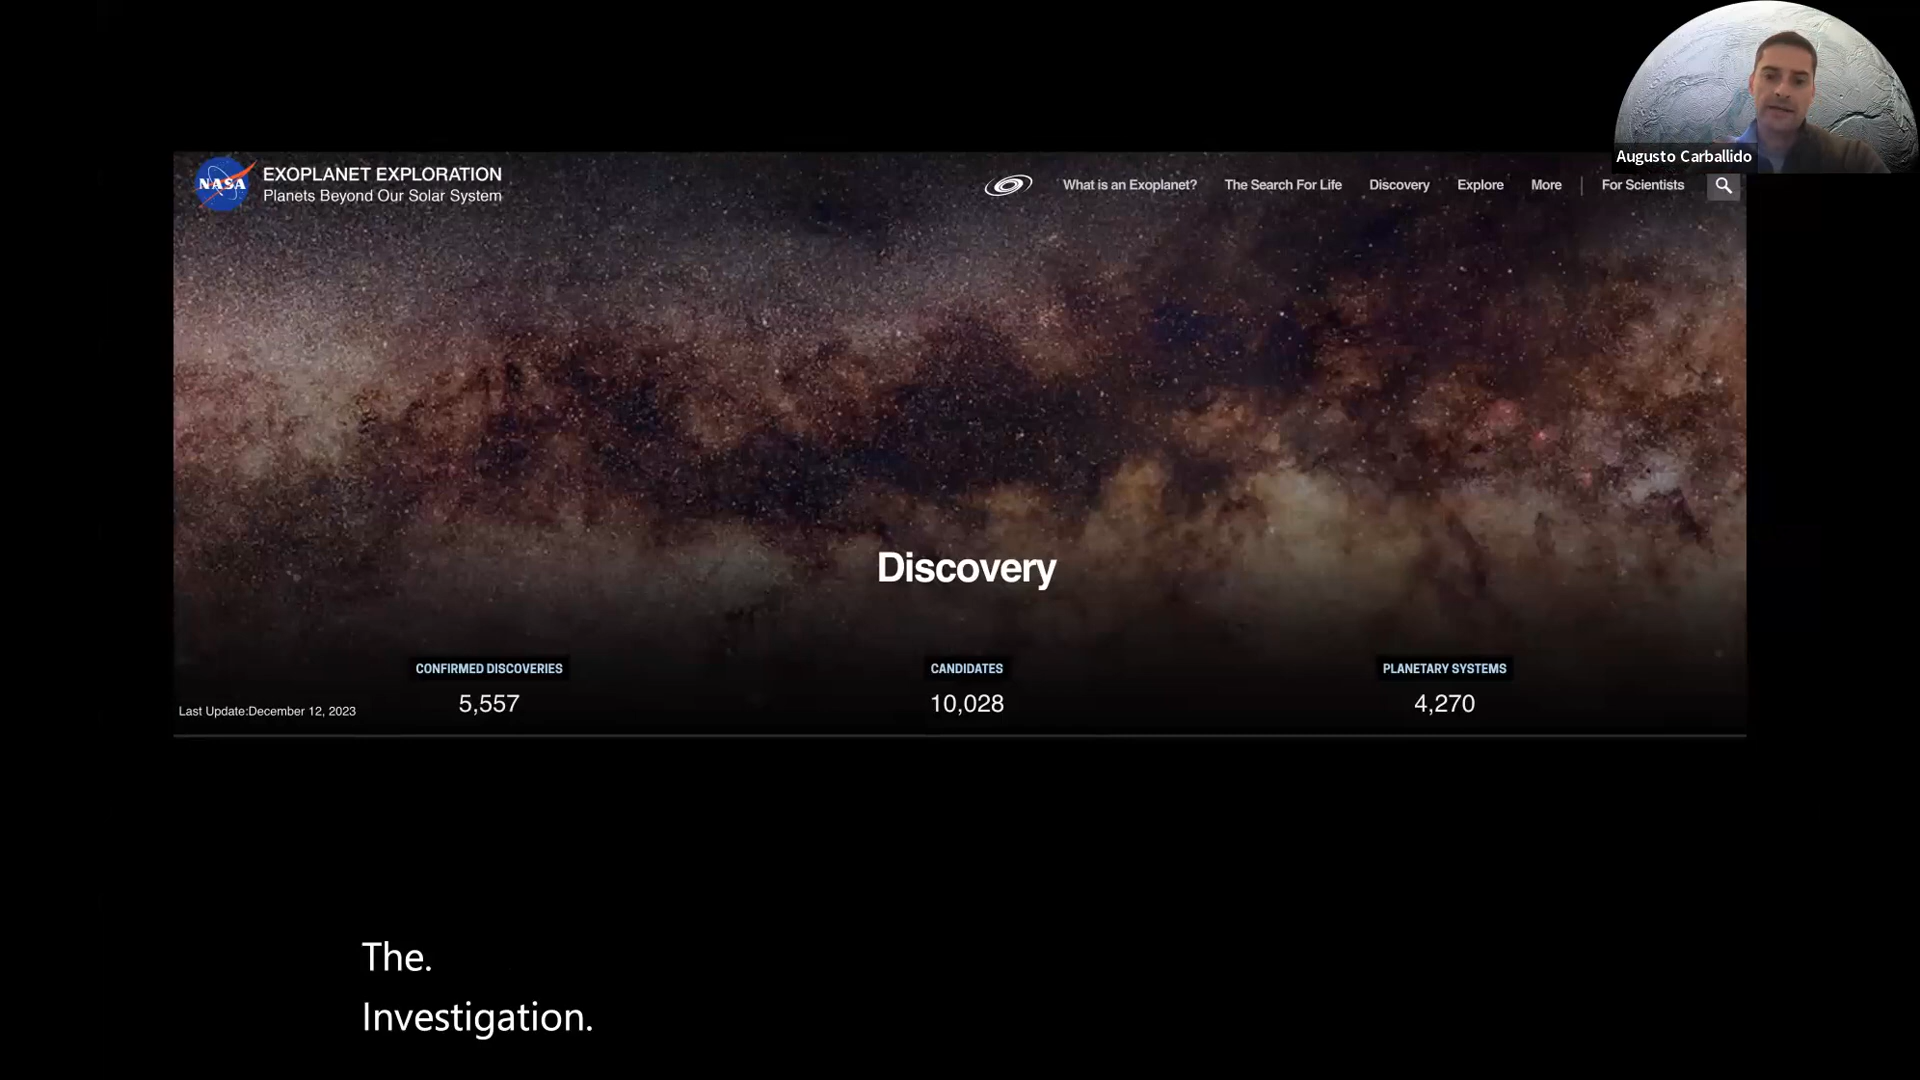 Augusto Carballido
NASA
EXOPLANET EXPLORATION
Planets Beyond Our Solar System
What is an Exoplanet? The Search For Life Discovery Explore More For Scientists
Discovery
CONFIRMED DISCOVERIES CANDIDATES PLANETARY SYSTEMS
Last Update:December 12, 2023 5,557 10,028 4,270
The.
Investigation.